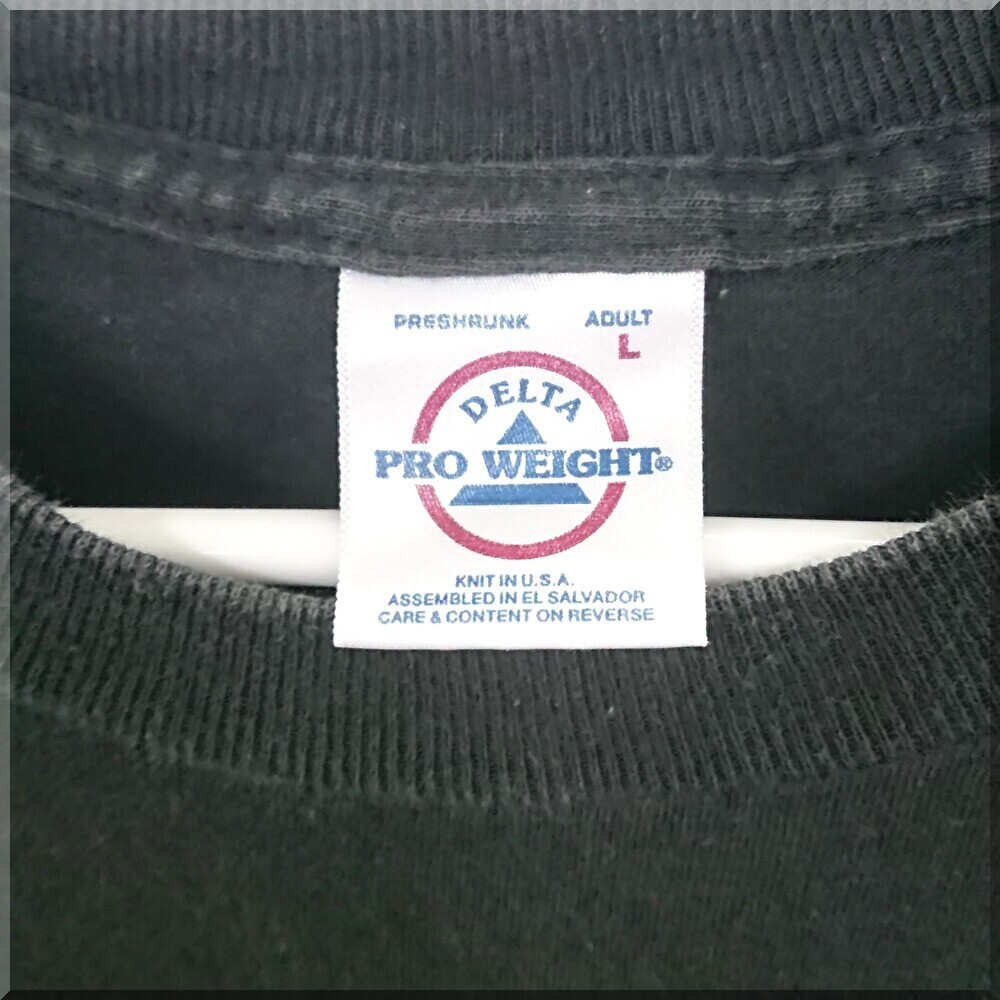 PRESHRUNK ADULT
L
DELTA
PRO WEIGHT®
KNIT IN U.S.A.
ASSEMBLED IN EL SALVADOR
CARE & CONTENT ON REVERSE